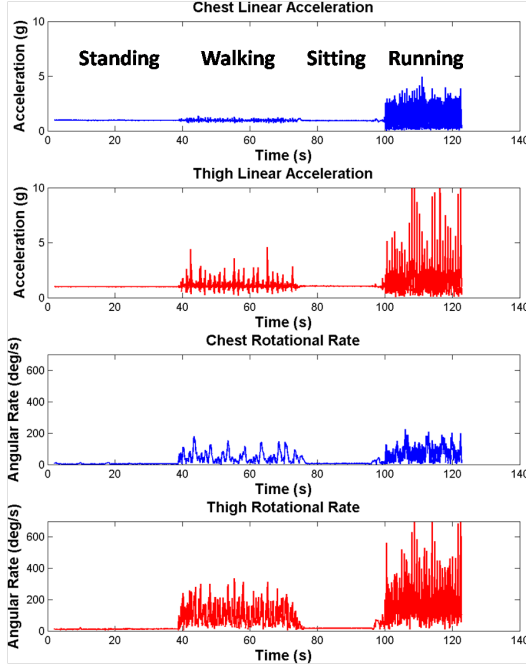 Chest Linear Acceleration
Acceleration (g)
10
5
0
Standing Walking Sitting Running
0 20 40 60 80 100 120 140
Time (s)
Thigh Linear Acceleration
Acceleration (g)
10
5
0
0 20 40 60 80 100 120 140
Time (s)
Chest Rotational Rate
Angular Rate (deg/s)
600
400
200
0
0 20 40 60 80 100 120 140
Time (s)
Thigh Rotational Rate
Angular Rate (deg/s)
600
400
200
0
0 20 40 60 80 100 120 140
Time (s)